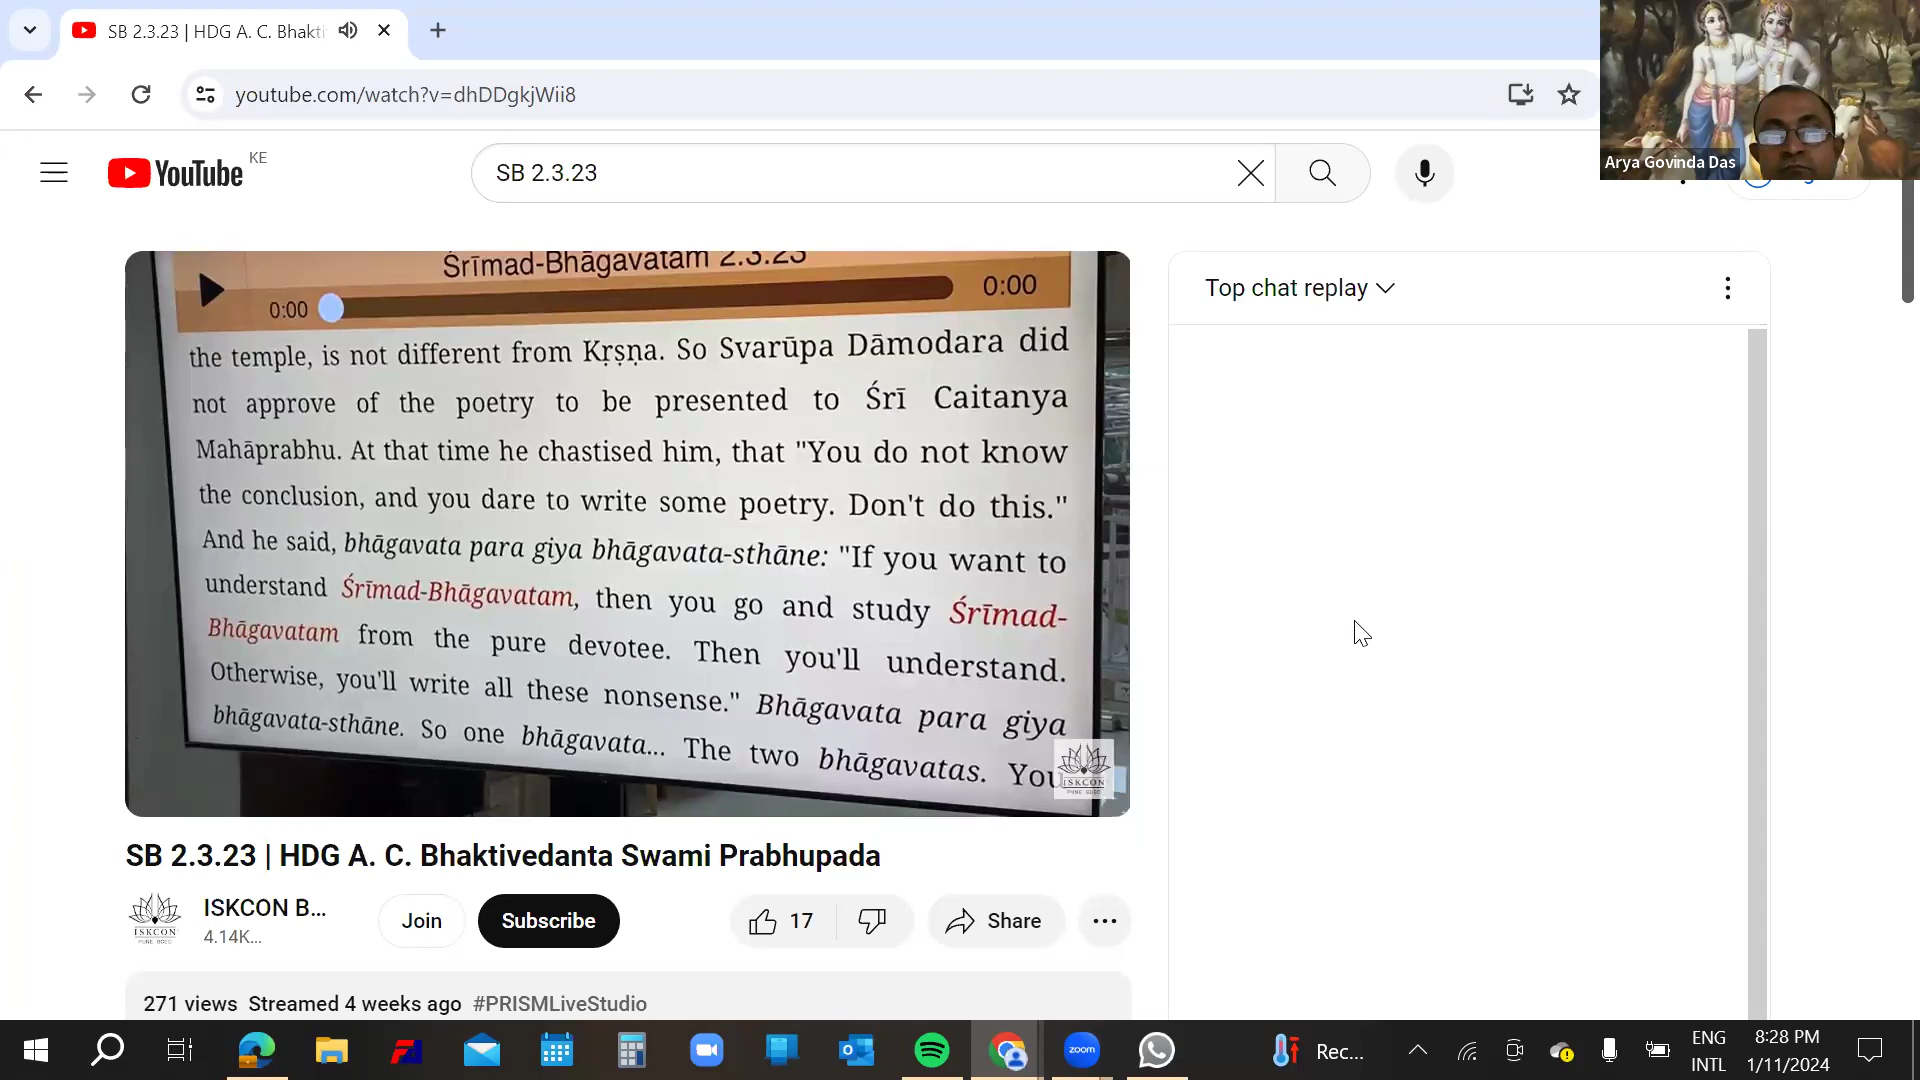 SB 2.3.23 | HDG A. C. Bhakti
youtube.com/watch?v=dhDDgkjWii8
Arya Govinda Das
YouTube KE
SB 2.3.23
Śrīmad-Bhāgavatam 2.3.23
0:00
0:00
the temple, is not different from Kṛṣṇa. So Svarūpa Dāmodara did
not approve of the poetry to be presented to Śrī Caitanya
Mahāprabhu. At that time he chastised him, that "You do not know
the conclusion, and you dare to write some poetry. Don't do this."
And he said, bhāgavata para giya bhāgavata-sthāne: "If you want to
understand Śrīmad-Bhāgavatam, then you go and study Śrīmad-
Bhāgavatam from the pure devotee. Then you'll understand.
Otherwise, you'll write all these nonsense." Bhāgavata para giya
bhāgavata-sthāne. So one bhāgavata... The two bhāgavatas. You
ISKCON
PUNE BCEC
Top chat replay
SB 2.3.23 | HDG A. C. Bhaktivedanta Swami Prabhupada
ISKCON
PUNE BCEC
ISKCON B...
4.14K...
Join
Subscribe
17
Share
271 views Streamed 4 weeks ago #PRISMLiveStudio
zoom
Rec...
ENG
INTL
8:28 PM
1/11/2024